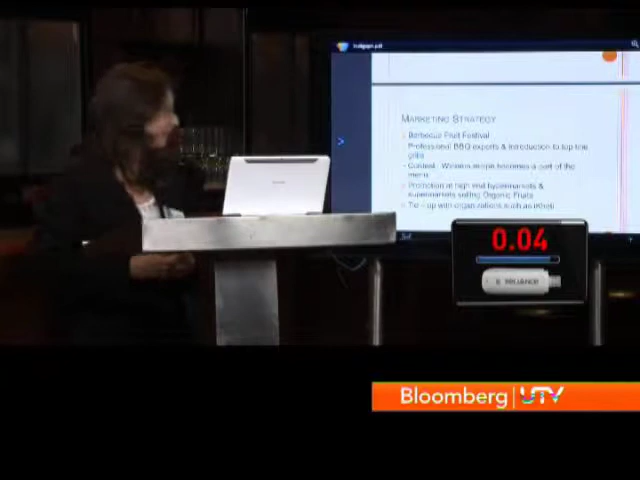 MARKETING STRATEGY
Barbecue Fruit Festival
Professional BBQ experts & introduction to top line
grills
Contest - Winning recipe becomes a part of the
menu
Promotion at high end hypermarkets &
supermarkets selling Organic Fruits
Tie - up with organizations such as
0.04
RELIANCE
Bloomberg | UTV